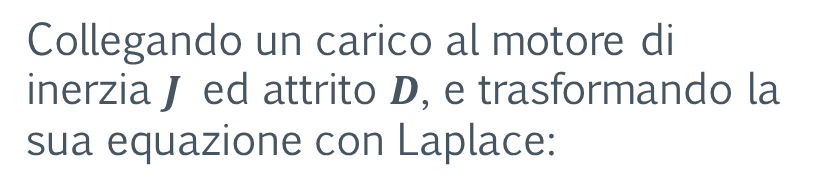 Collegando un carico al motore di
inerzia J ed attrito D, e trasformando la
sua equazione con Laplace: